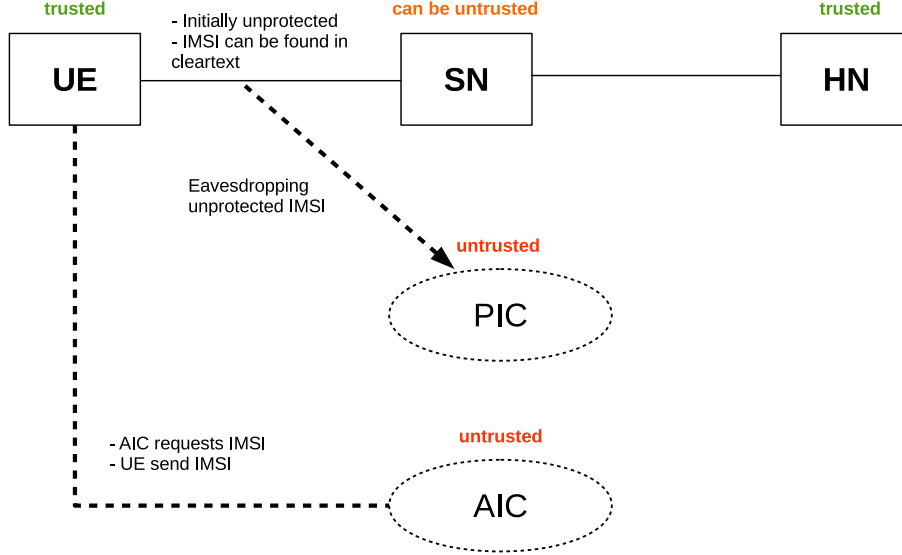 trusted
can be untrusted
trusted
- Initially unprotected
- IMSI can be found in
cleartext
UE
SN
HN
Eavesdropping
unprotected IMSI
untrusted
PIC
- AIC requests IMSI
- UE send IMSI
untrusted
AIC